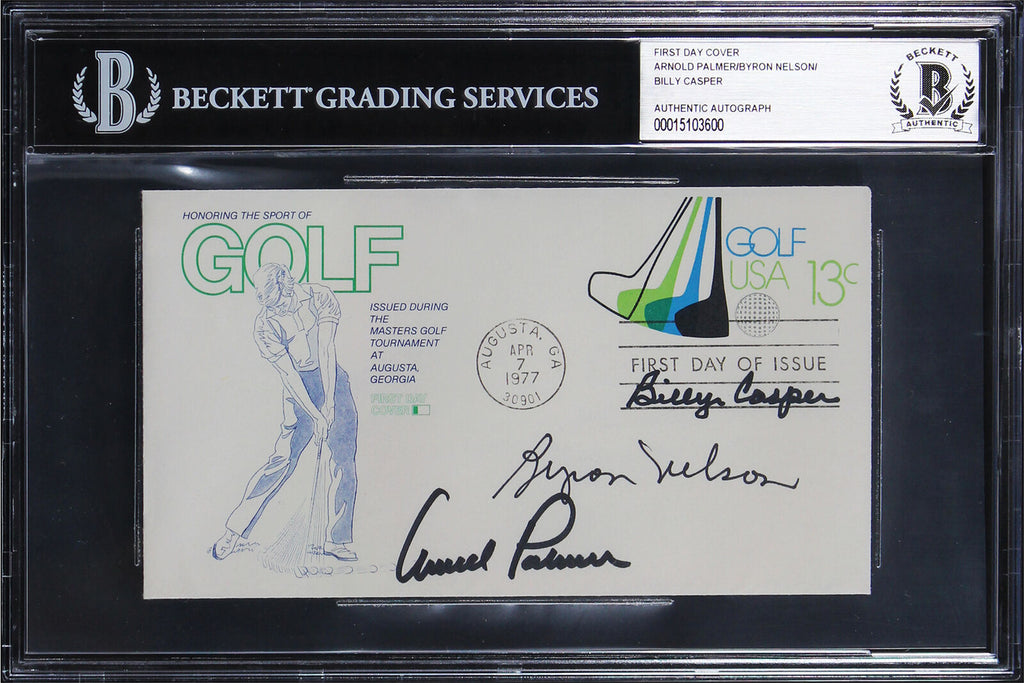 B
BECKETT GRADING SERVICES
FIRST DAY COVER
ARNOLD PALMER/BYRON NELSON/
BILLY CASPER
AUTHENTIC AUTOGRAPH
00015103600
BECKETT
B
AUTHENTIC
HONORING THE SPORT OF
GOLF
ISSUED DURING
THE
MASTERS GOLF
TOURNAMENT
AT
AUGUSTA,
GEORGIA
FIRST DAY
COVER
AUGUSTA, GA
APR
7
1977
30901
GOLF
USA 13c
FIRST DAY OF ISSUE
Billy Casper
Byron Nelson
Arnold Palmer